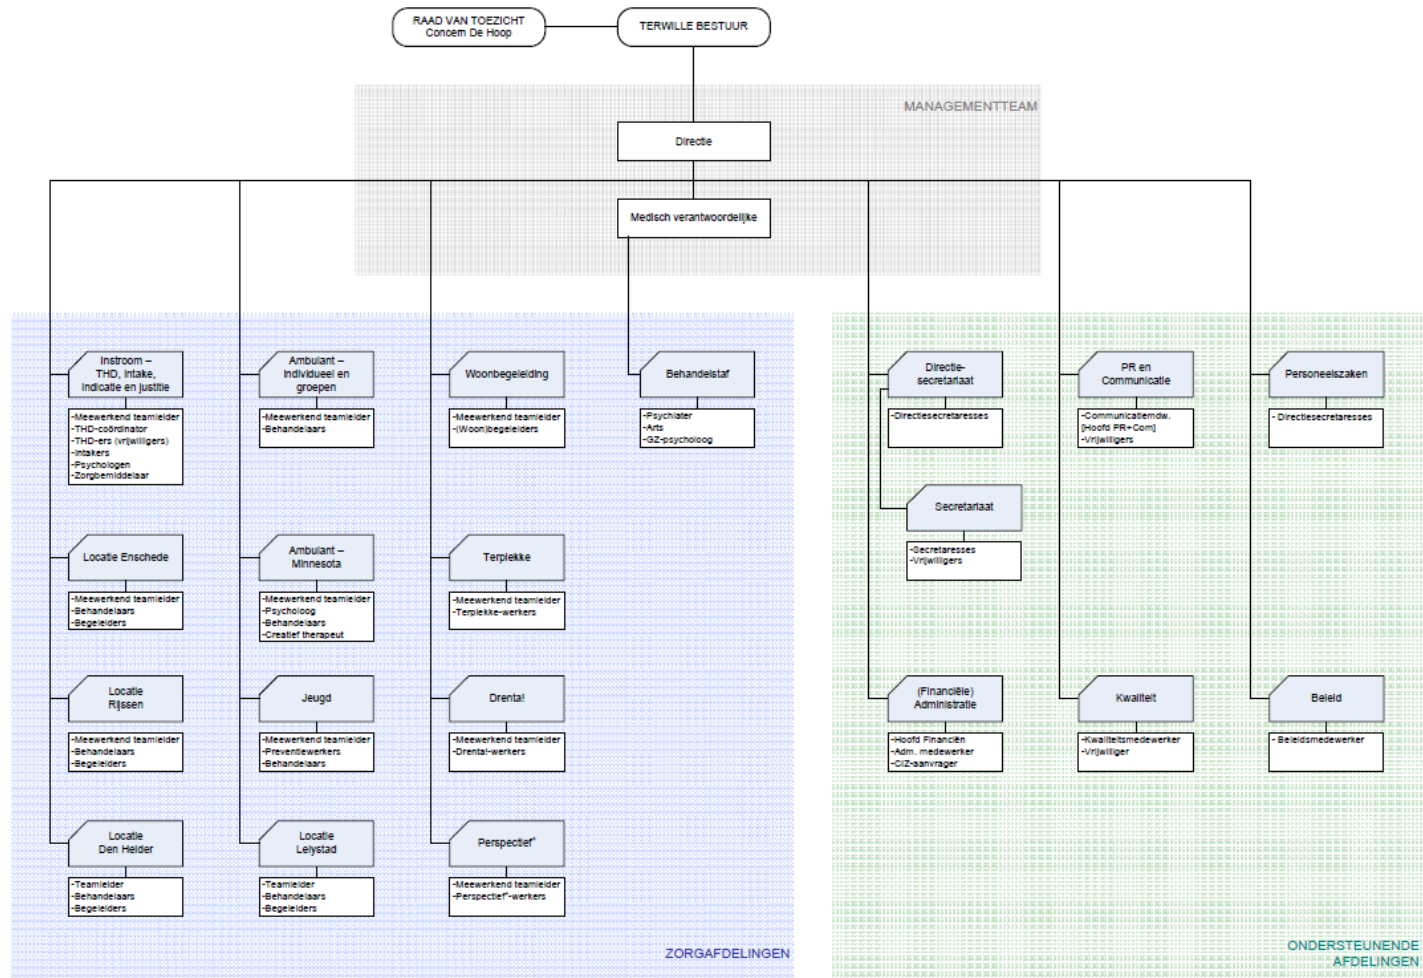 RAAD VAN TOEZICHT
Concern De Hoop
TERWILLE BESTUUR
MANAGEMENTTEAM
Directie
Medisch verantwoordelijke
Instroom –
THD, Intake,
Indicatie en justitie
-Meewerkend teamleider
-THD-coördinator
-THD-ers (vrijwilligers)
-Intakers
-Psychologen
-Zorgbemiddelaar
Ambulant –
Individueel en
groepen
-Meewerkend teamleider
-Behandelaars
Woonbegeleiding
-Meewerkend teamleider
-(Woon)begeleiders
Behandelstaf
-Psychiater
-Arts
-GZ-psycholoog
Directie-
secretariaat
-Directiesecretaresses
PR en
Communicatie
-Communicatiemdw.
[Hoofd PR+Com]
-Vrijwilligers
Personeelszaken
- Directiesecretaresses
Secretariaat
-Secretaresses
-Vrijwilligers
Locatie Enschede
-Meewerkend teamleider
-Behandelaars
-Begeleiders
Ambulant –
Minnesota
-Meewerkend teamleider
-Psycholoog
-Behandelaars
-Creatief therapeut
Terplekke
-Meewerkend teamleider
-Terplekke-werkers
Locatie
Rijssen
-Meewerkend teamleider
-Behandelaars
-Begeleiders
Jeugd
-Meewerkend teamleider
-Preventiewerkers
-Behandelaars
Drenta!
-Meewerkend teamleider
-Drenta!-werkers
(Financiële)
Administratie
-Hoofd Financiën
-Adm. medewerker
-CIZ-aanvrager
Kwaliteit
-Kwaliteitsmedewerker
-Vrijwilliger
Beleid
- Beleidsmedewerker
Locatie
Den Helder
-Teamleider
-Behandelaars
-Begeleiders
Locatie
Lelystad
-Teamleider
-Behandelaars
-Begeleiders
Perspectief⁺
-Meewerkend teamleider
-Perspectief⁺-werkers
ZORGAFDELINGEN
ONDERSTEUNENDE
AFDELINGEN